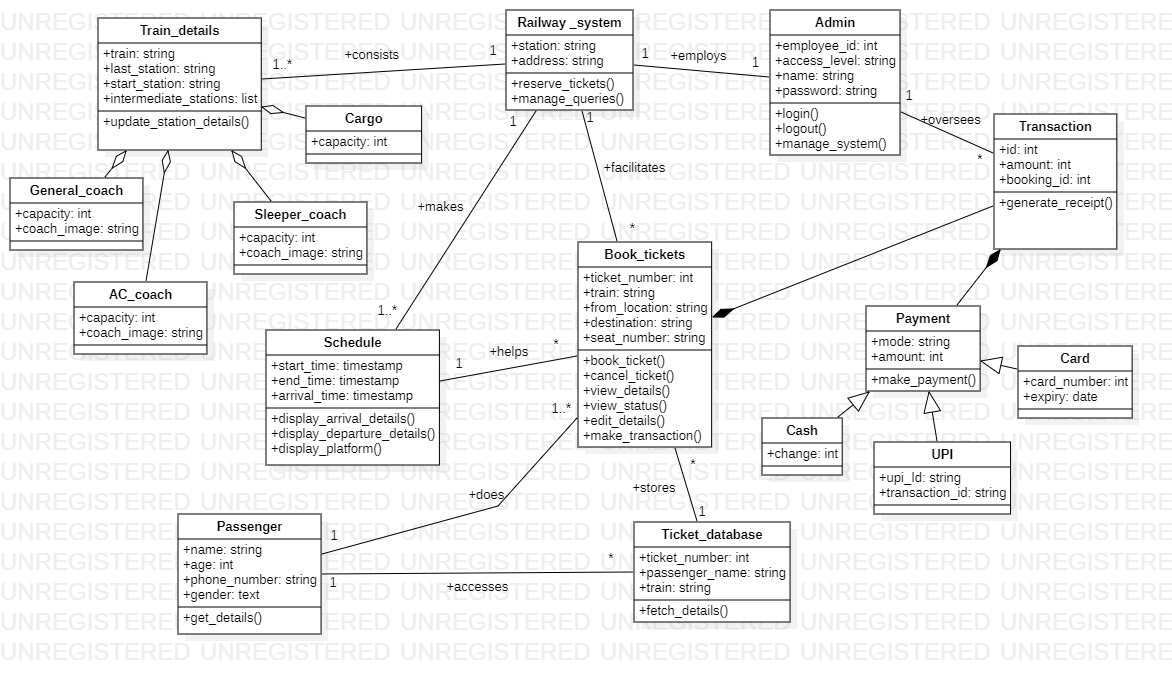 Train_details
+train: string
+last_station: string
+start_station: string
+intermediate_stations: list
+update_station_details()
1..*
+consists
1
Railway _system
+station: string
+address: string
+reserve_tickets()
+manage_queries()
1
+employs
1
Admin
+employee_id: int
+access_level: string
+name: string
+password: string
+login()
+logout()
+manage_system()
1
+oversees
*
Transaction
+id: int
+amount: int
+booking_id: int
+generate_receipt()
Cargo
+capacity: int
General_coach
+capacity: int
+coach_image: string
Sleeper_coach
+capacity: int
+coach_image: string
AC_coach
+capacity: int
+coach_image: string
1
+makes
1..*
1
+facilitates
*
Schedule
+start_time: timestamp
+end_time: timestamp
+arrival_time: timestamp
+display_arrival_details()
+display_departure_details()
+display_platform()
1
+helps
*
Book_tickets
+ticket_number: int
+train: string
+from_location: string
+destination: string
+seat_number: string
+book_ticket()
+cancel_ticket()
+view_details()
+view_status()
+edit_details()
+make_transaction()
Payment
+mode: string
+amount: int
+make_payment()
Card
+card_number: int
+expiry: date
Cash
+change: int
UPI
+upi_Id: string
+transaction_id: string
1..*
+does
1
*
+stores
1
Passenger
+name: string
+age: int
+phone_number: string
+gender: text
+get_details()
1
+accesses
*
Ticket_database
+ticket_number: int
+passenger_name: string
+train: string
+fetch_details()
UNREGISTERED UNREGISTERED UNREGISTERED UNREGISTERED UNREGISTERED UNREGISTERED